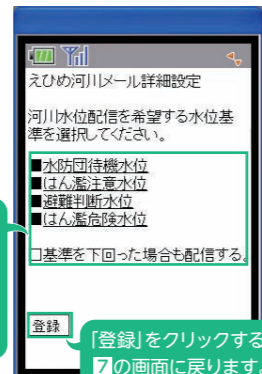 えひめ河川メール詳細設定
河川水位配信を希望する水位基
準を選択してください。
■水防団待機水位
■はん濫注意水位
■避難判断水位
■はん濫危険水位
□基準を下回った場合も配信する。
登録
「登録」をクリックする
7の画面に戻ります。